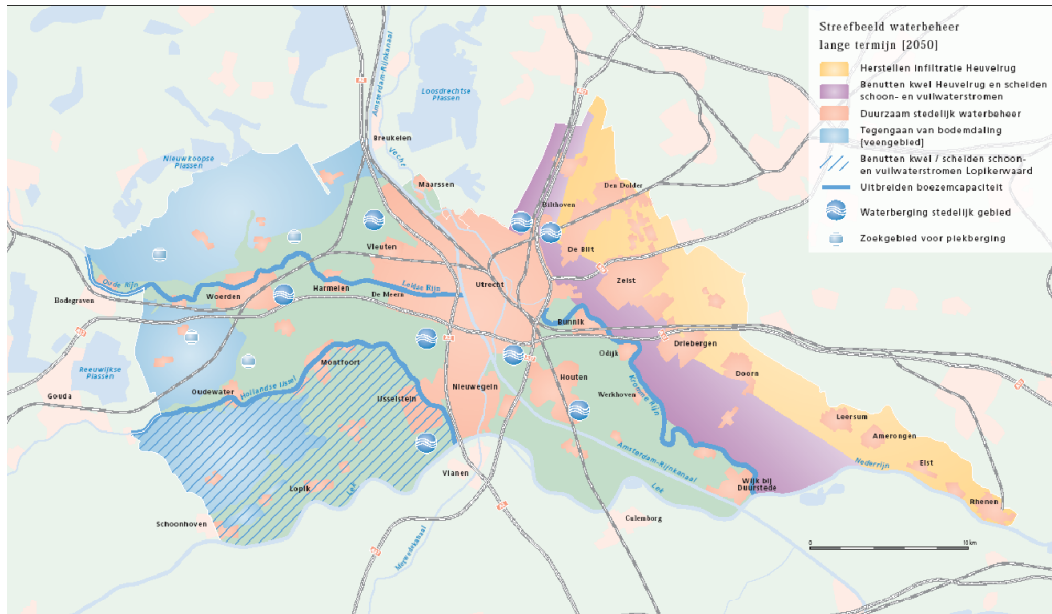 Streefbeeld waterbeheer
lange termijn [2050]
Herstellen infiltratie Heuvelrug
Benutten kwel Heuvelrug en scheiden
schoon- en vuilwaterstromen
Duurzaam stedelijk waterbeheer
Tegengaan van bodemdaling
[veengebied]
Benutten kwel / scheiden schoon-
en vuilwaterstromen Lopikerwaard
Uitbreiden boezemcapaciteit
Waterberging stedelijk gebied
Zoekgebied voor piekberging
Amsterdam-Rijnkanaal
Loosdrechtse
Plassen
Breukelen
Vecht
Nieuwkoopse
Plassen
Maarssen
Den Dolder
Bilthoven
Vleuten
De Bilt
Oude Rijn
Bodegraven
Woerden
Harmelen
De Meern
Leidse Rijn
Utrecht
Zeist
Bunnik
Driebergen
Reeuwijkse
Plassen
Gouda
Oudewater
Hollandse IJssel
Montfoort
IJsselstein
Nieuwegein
Houten
Odijk
Werkhoven
Kromme Rijn
Doorn
Leersum
Amerongen
Elst
Rhenen
Nederrijn
Lopik
Lek
Schoonhoven
Vianen
Merwedekanaal
Amsterdam-Rijnkanaal
Lek
Culemborg
Wijk bij
Duurstede
0
10km